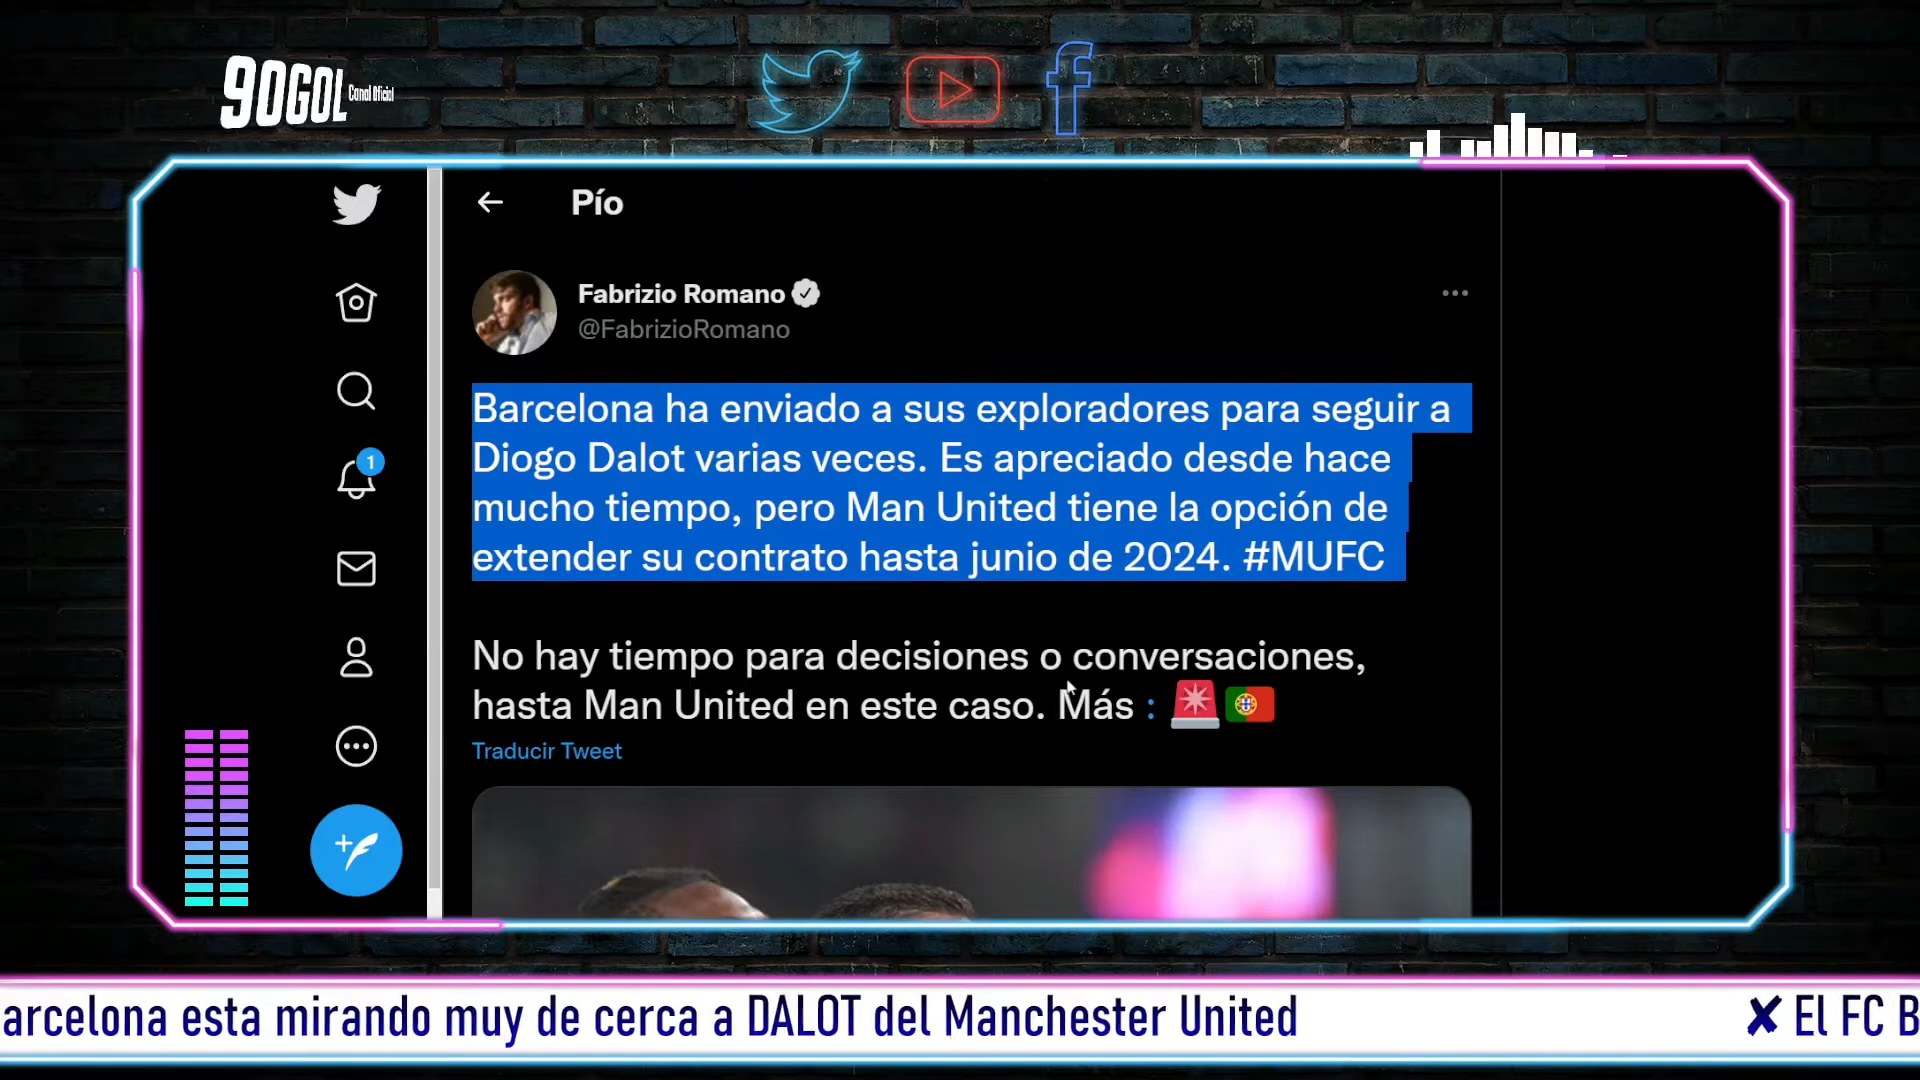 90GOL Canal Oficial
Pío
Fabrizio Romano
@FabrizioRomano
Barcelona ha enviado a sus exploradores para seguir a
Diogo Dalot varias veces. Es apreciado desde hace
mucho tiempo, pero Man United tiene la opción de
extender su contrato hasta junio de 2024. #MUFC
No hay tiempo para decisiones o conversaciones,
hasta Man United en este caso. Más : 🚨🇵🇹
Traducir Tweet
1
arcelona esta mirando muy de cerca a DALOT del Manchester United
✘ El FC B